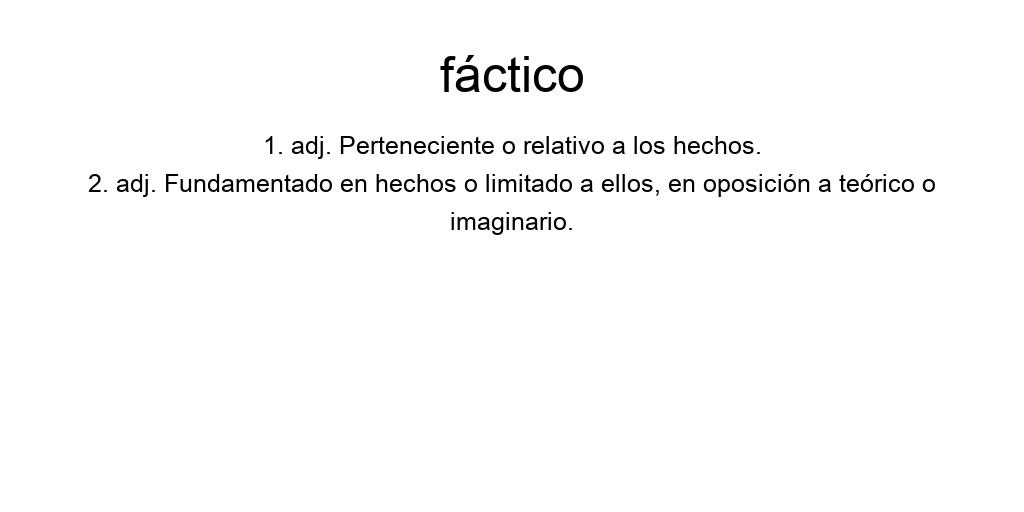 fáctico
1. adj. Perteneciente o relativo a los hechos.
2. adj. Fundamentado en hechos o limitado a ellos, en oposición a teórico o
imaginario.